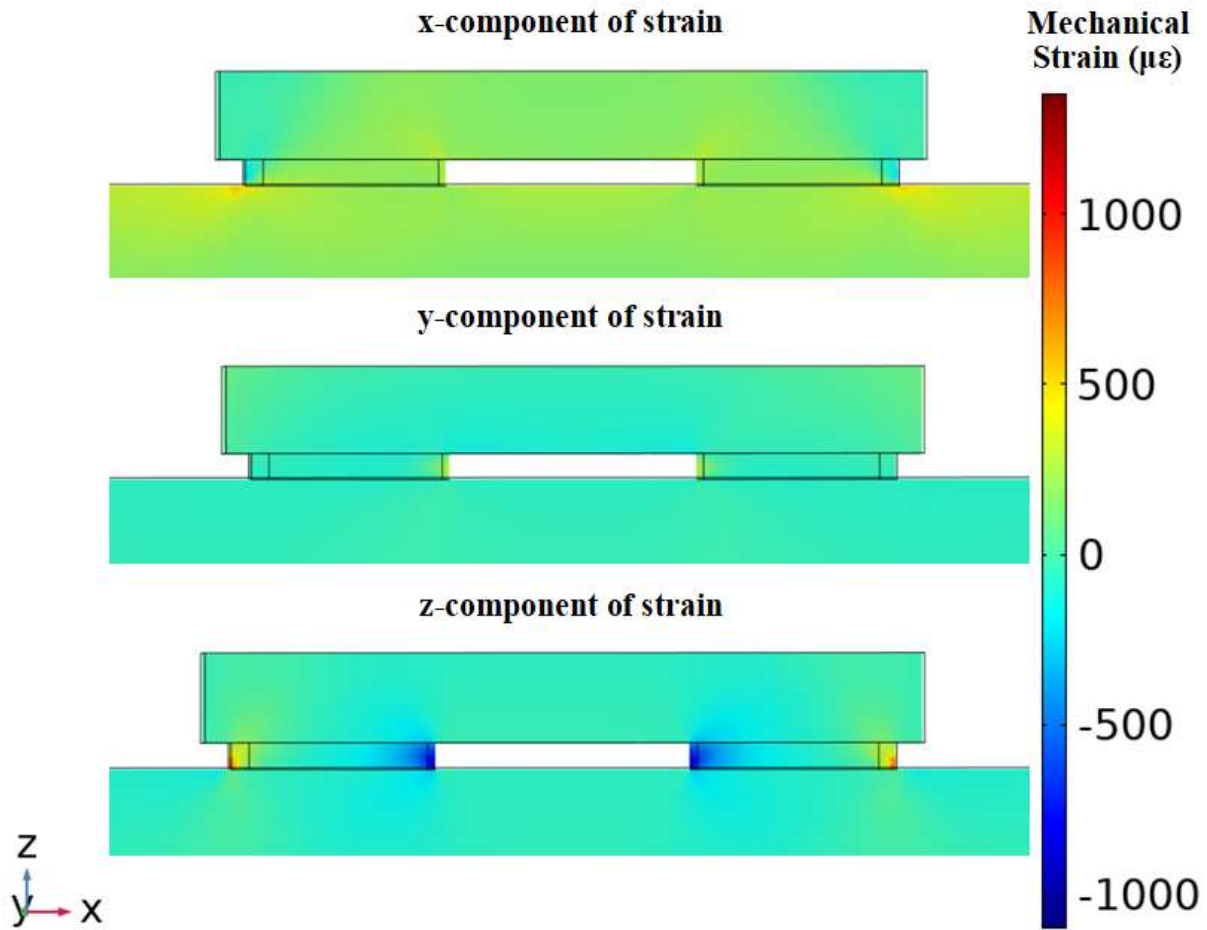 x-component of strain
Mechanical
Strain (με)
1000
y-component of strain
500
0
z-component of strain
-500
-1000
z
y
x